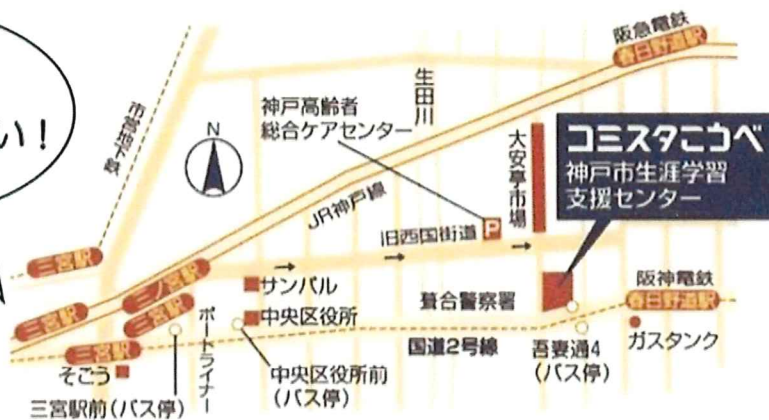 い！
阪急電鉄
春日野道駅
生田川
神戸高齢者
総合ケアセンター
大安亭市場
コミスタこうべ
神戸市生涯学習
支援センター
市営地下鉄
N
JR神戸線
旧西国街道
P
三宮駅
三ノ宮駅
三宮駅
三宮駅
三宮駅
サンパル
中央区役所
葺合警察署
阪神電鉄
春日野道駅
ガスタンク
国道2号線
吾妻通4
（バス停）
ポートライナー
そごう
中央区役所前
（バス停）
三宮駅前（バス停）